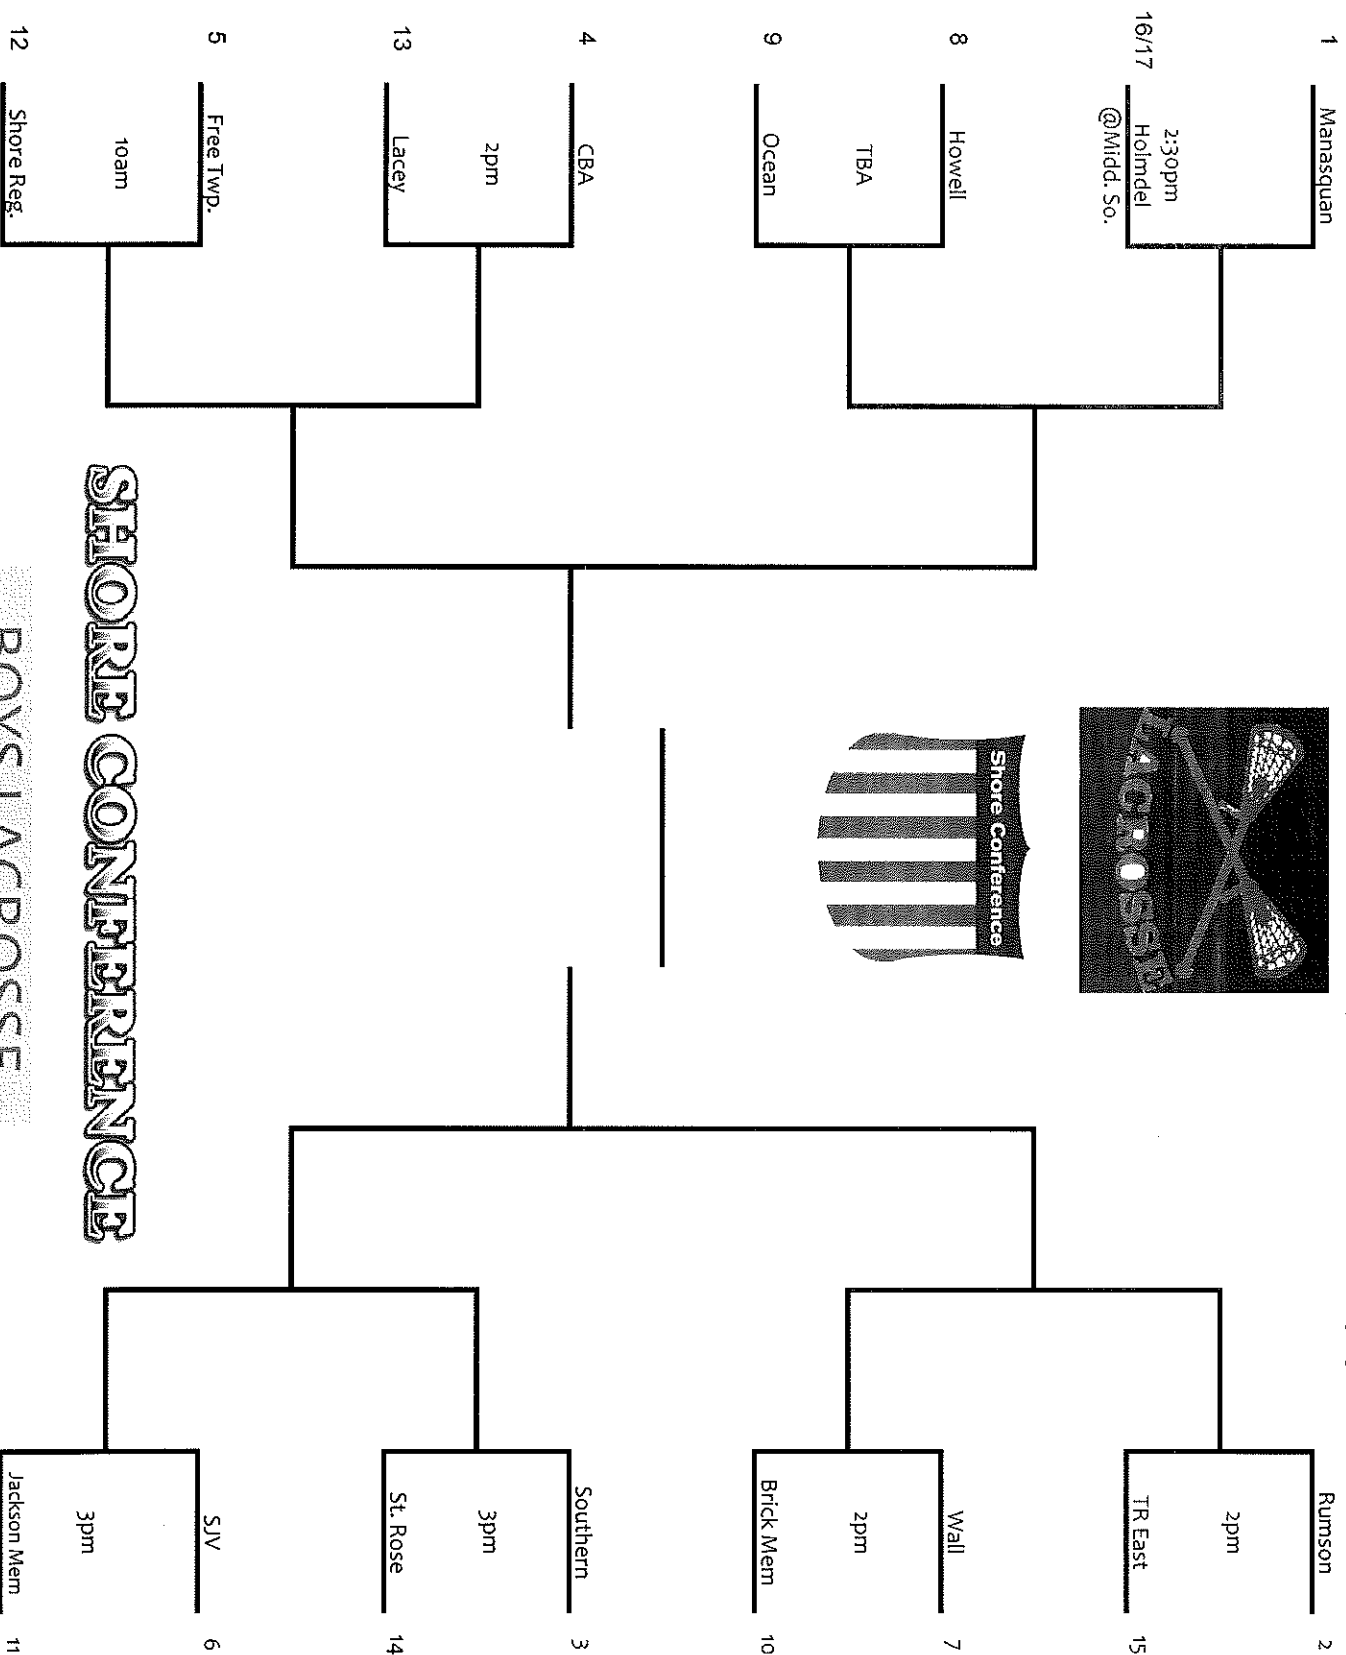 1 Manasquan
2:30pm
16/17 Holmdel
@Midd. So.
8 Howell
TBA
9 Ocean
4 CBA
2pm
13 Lacey
5 Free Twp.
10am
12 Shore Reg.
LACROSSE
Shore Conference
Rumson 2
2pm
TR East 15
Wall 7
2pm
Brick Mem 10
Southern 3
3pm
St. Rose 14
SJV 6
3pm
Jackson Mem 11
SHORE CONFERENCE
BOYS LACROSSE